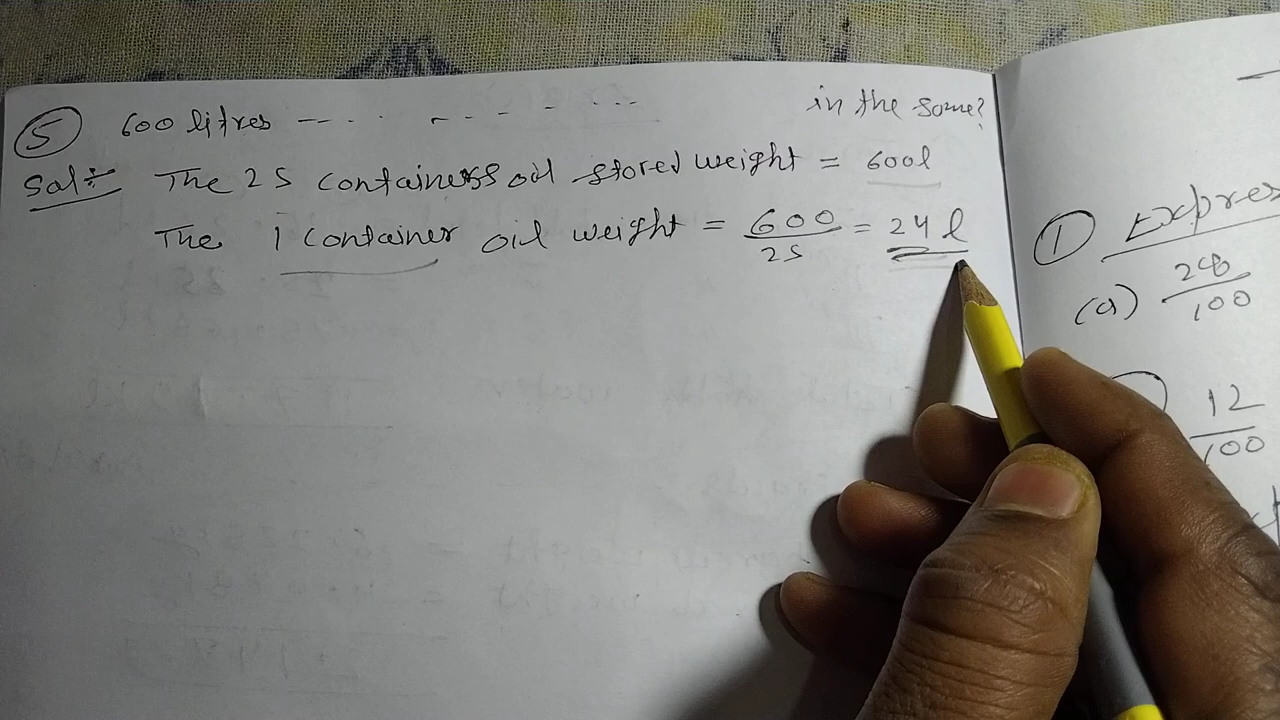 5 600 litres --- . . - - - - . . . in the same?
Sol:- The 25 containers oil stored weight = 600l
The 1 container oil weight = 600/25 = 24 l
1 Expres
(a) 28/100
12/100